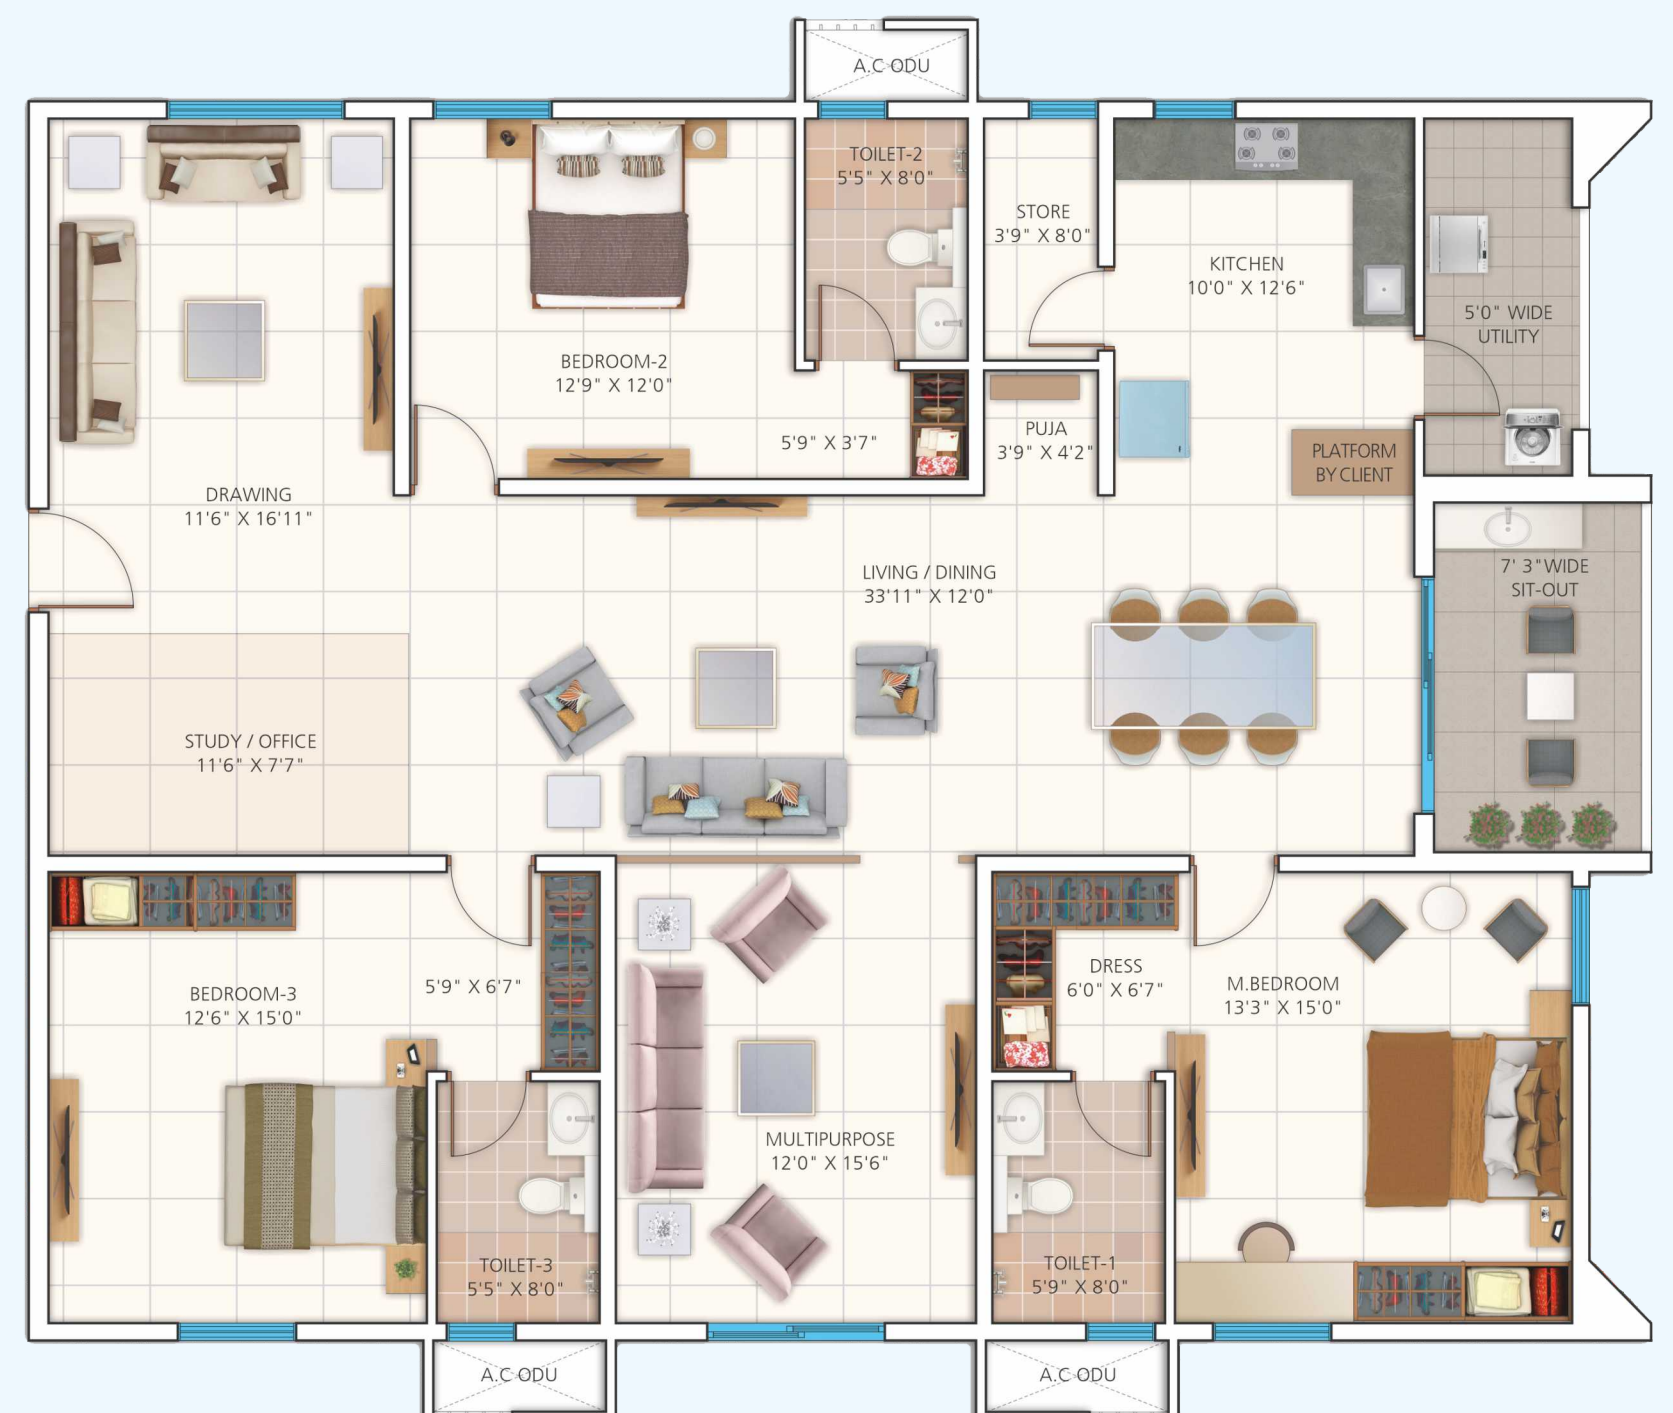 A.C ODU
TOILET-2
5'5" X 8'0"
STORE
3'9" X 8'0"
KITCHEN
10'0" X 12'6"
5'0" WIDE
UTILITY
BEDROOM-2
12'9" X 12'0"
5'9" X 3'7"
PUJA
3'9" X 4'2"
PLATFORM
BY CLIENT
DRAWING
11'6" X 16'11"
LIVING / DINING
33'11" X 12'0"
7' 3"WIDE
SIT-OUT
STUDY / OFFICE
11'6" X 7'7"
BEDROOM-3
12'6" X 15'0"
5'9" X 6'7"
DRESS
6'0" X 6'7"
M.BEDROOM
13'3" X 15'0"
MULTIPURPOSE
12'0" X 15'6"
TOILET-3
5'5" X 8'0"
TOILET-1
5'9" X 8'0"
A.C ODU
A.C ODU